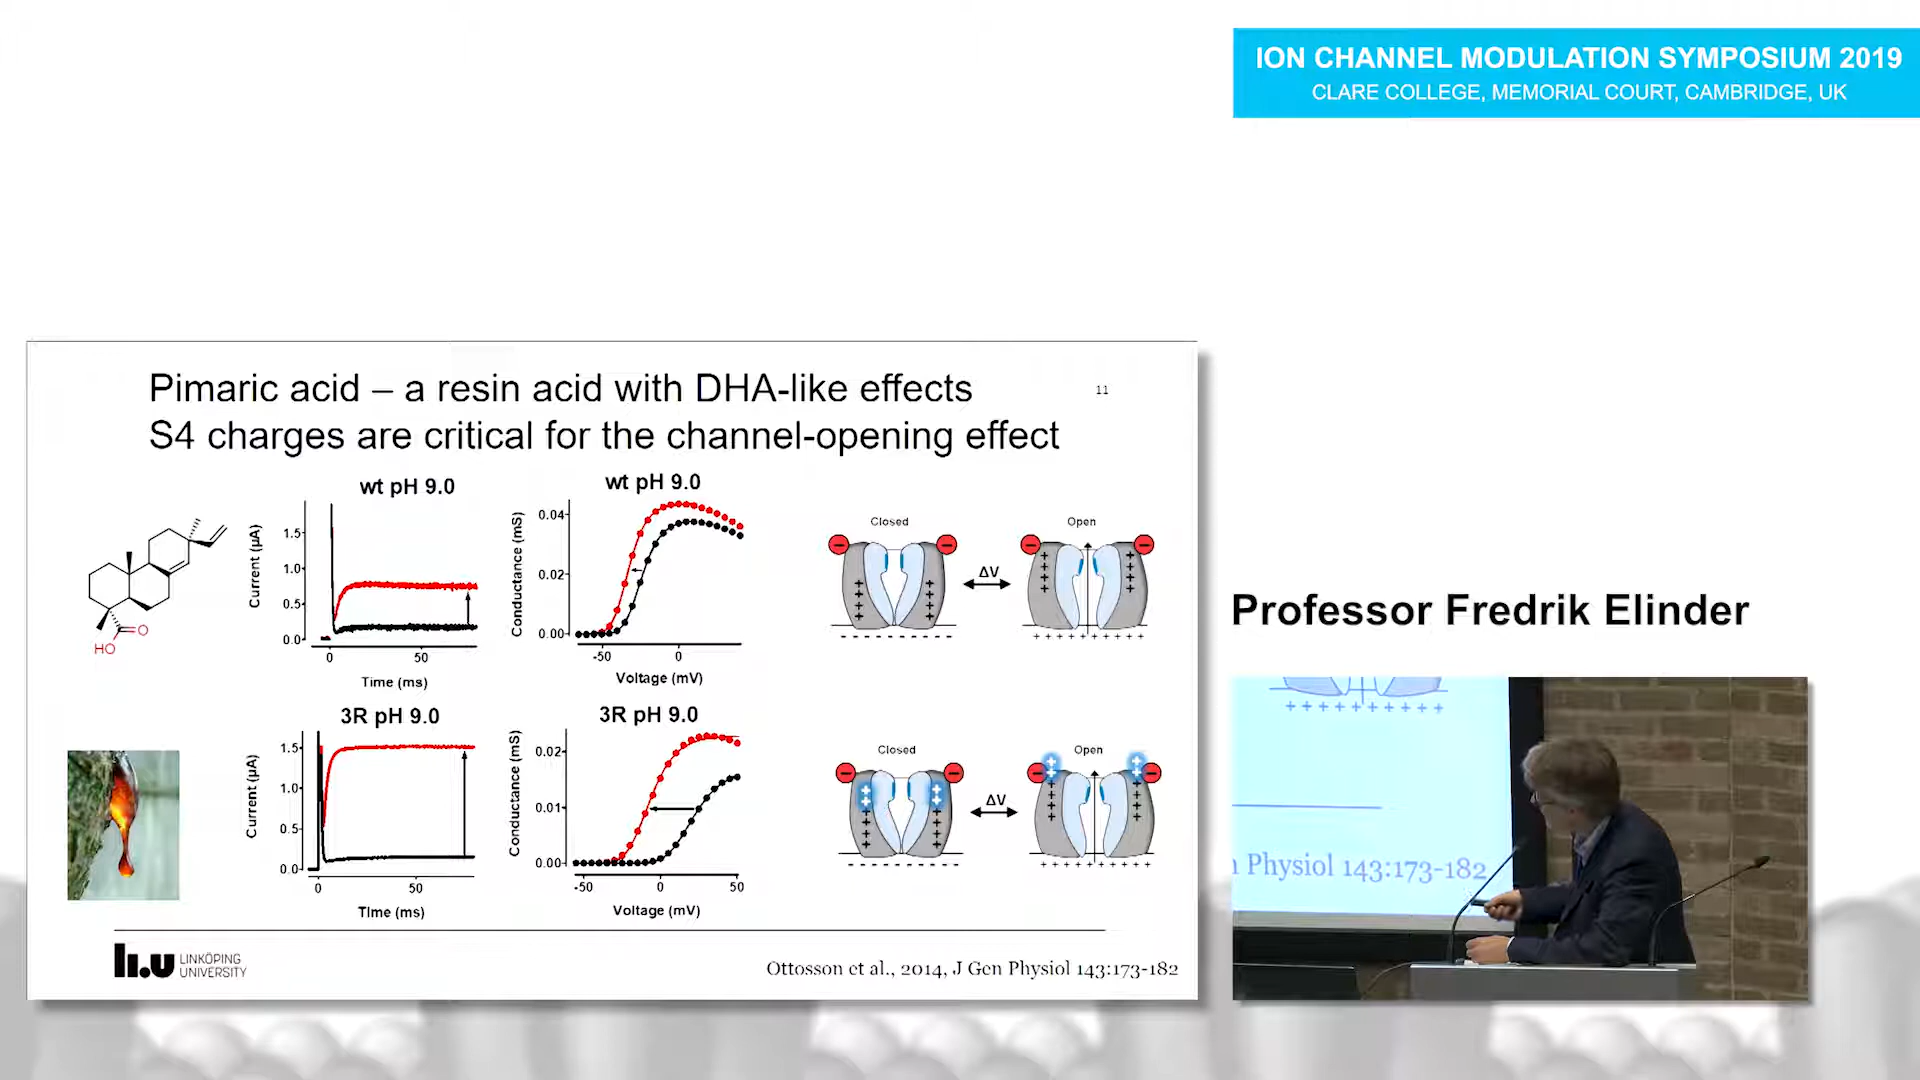 ION CHANNEL MODULATION SYMPOSIUM 2019
CLARE COLLEGE, MEMORIAL COURT, CAMBRIDGE, UK
Pimaric acid – a resin acid with DHA-like effects
S4 charges are critical for the channel-opening effect
11
wt pH 9.0
Current (µA)
1.5
1.0
0.5
0.0
0
50
Time (ms)
wt pH 9.0
Conductance (mS)
0.04
0.02
0.00
-50
0
Voltage (mV)
Closed
Open
ΔV
HO
O
3R pH 9.0
Current (µA)
1.5
1.0
0.5
0.0
0
50
Time (ms)
3R pH 9.0
Conductance (mS)
0.02
0.01
0.00
-50
0
50
Voltage (mV)
Closed
Open
ΔV
li.u LINKÖPING
UNIVERSITY
Ottosson et al., 2014, J Gen Physiol 143:173-182
Professor Fredrik Elinder
n Physiol 143:173-182